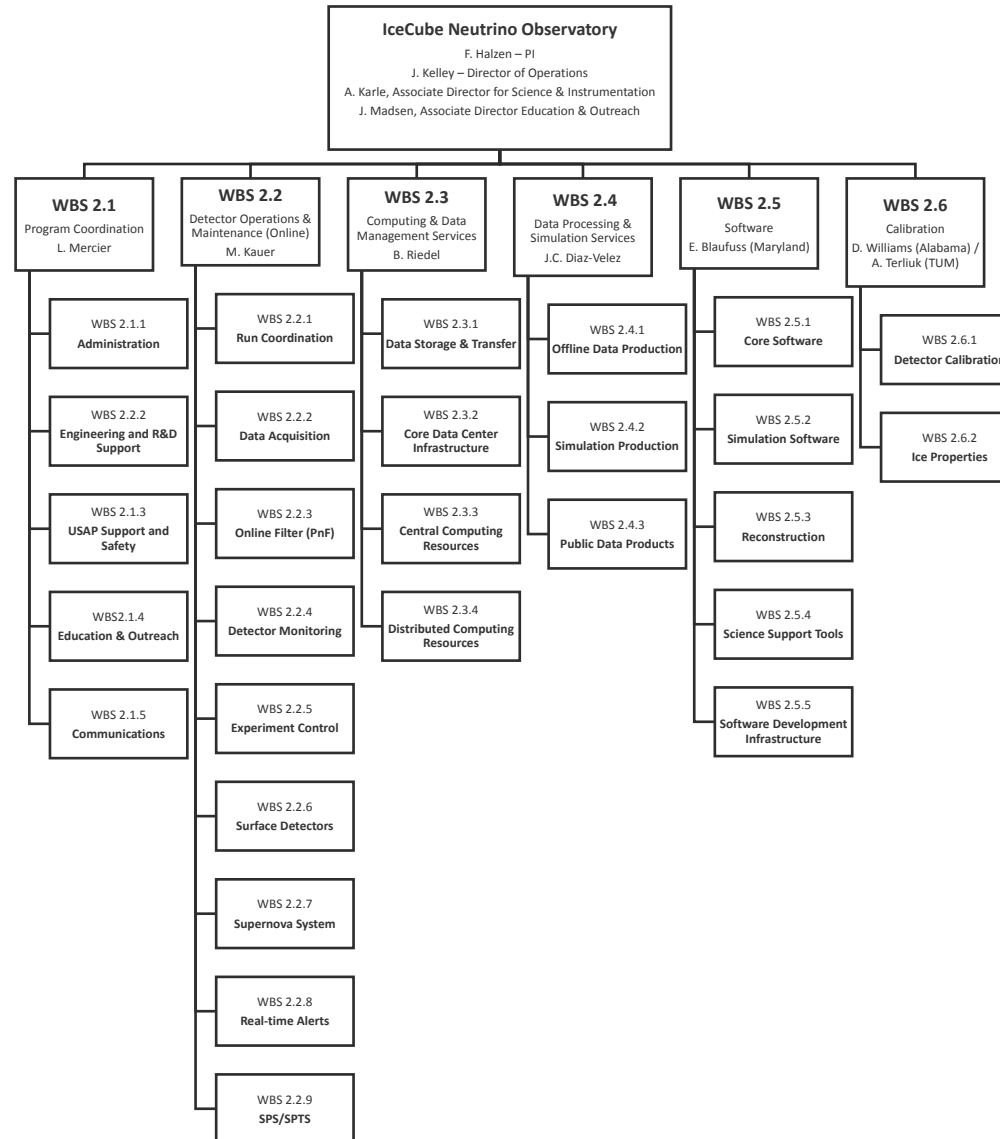 IceCube Neutrino Observatory
F. Halzen – PI
J. Kelley – Director of Operations
A. Karle, Associate Director for Science & Instrumentation
J. Madsen, Associate Director Education & Outreach
WBS 2.1
Program Coordination
L. Mercier
WBS 2.1.1
Administration
WBS 2.2.2
Engineering and R&D
Support
WBS 2.1.3
USAP Support and
Safety
WBS2.1.4
Education & Outreach
WBS 2.1.5
Communications
WBS 2.2
Detector Operations &
Maintenance (Online)
M. Kauer
WBS 2.2.1
Run Coordination
WBS 2.2.2
Data Acquisition
WBS 2.2.3
Online Filter (PnF)
WBS 2.2.4
Detector Monitoring
WBS 2.2.5
Experiment Control
WBS 2.2.6
Surface Detectors
WBS 2.2.7
Supernova System
WBS 2.2.8
Real-time Alerts
WBS 2.2.9
SPS/SPTS
WBS 2.3
Computing & Data
Management Services
B. Riedel
WBS 2.3.1
Data Storage & Transfer
WBS 2.3.2
Core Data Center
Infrastructure
WBS 2.3.3
Central Computing
Resources
WBS 2.3.4
Distributed Computing
Resources
WBS 2.4
Data Processing &
Simulation Services
J.C. Diaz-Velez
WBS 2.4.1
Offline Data Production
WBS 2.4.2
Simulation Production
WBS 2.4.3
Public Data Products
WBS 2.5
Software
E. Blaufuss (Maryland)
WBS 2.5.1
Core Software
WBS 2.5.2
Simulation Software
WBS 2.5.3
Reconstruction
WBS 2.5.4
Science Support Tools
WBS 2.5.5
Software Development
Infrastructure
WBS 2.6
Calibration
D. Williams (Alabama) /
A. Terliuk (TUM)
WBS 2.6.1
Detector Calibration
WBS 2.6.2
Ice Properties